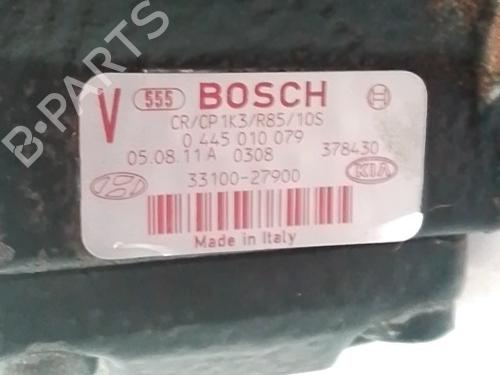 B-PARTS
V 555 BOSCH
CR/CP1K3/R85/10S
0 445 010 079
05.08.11 A 0308 378430
33100-27900 KIA
Made in Italy